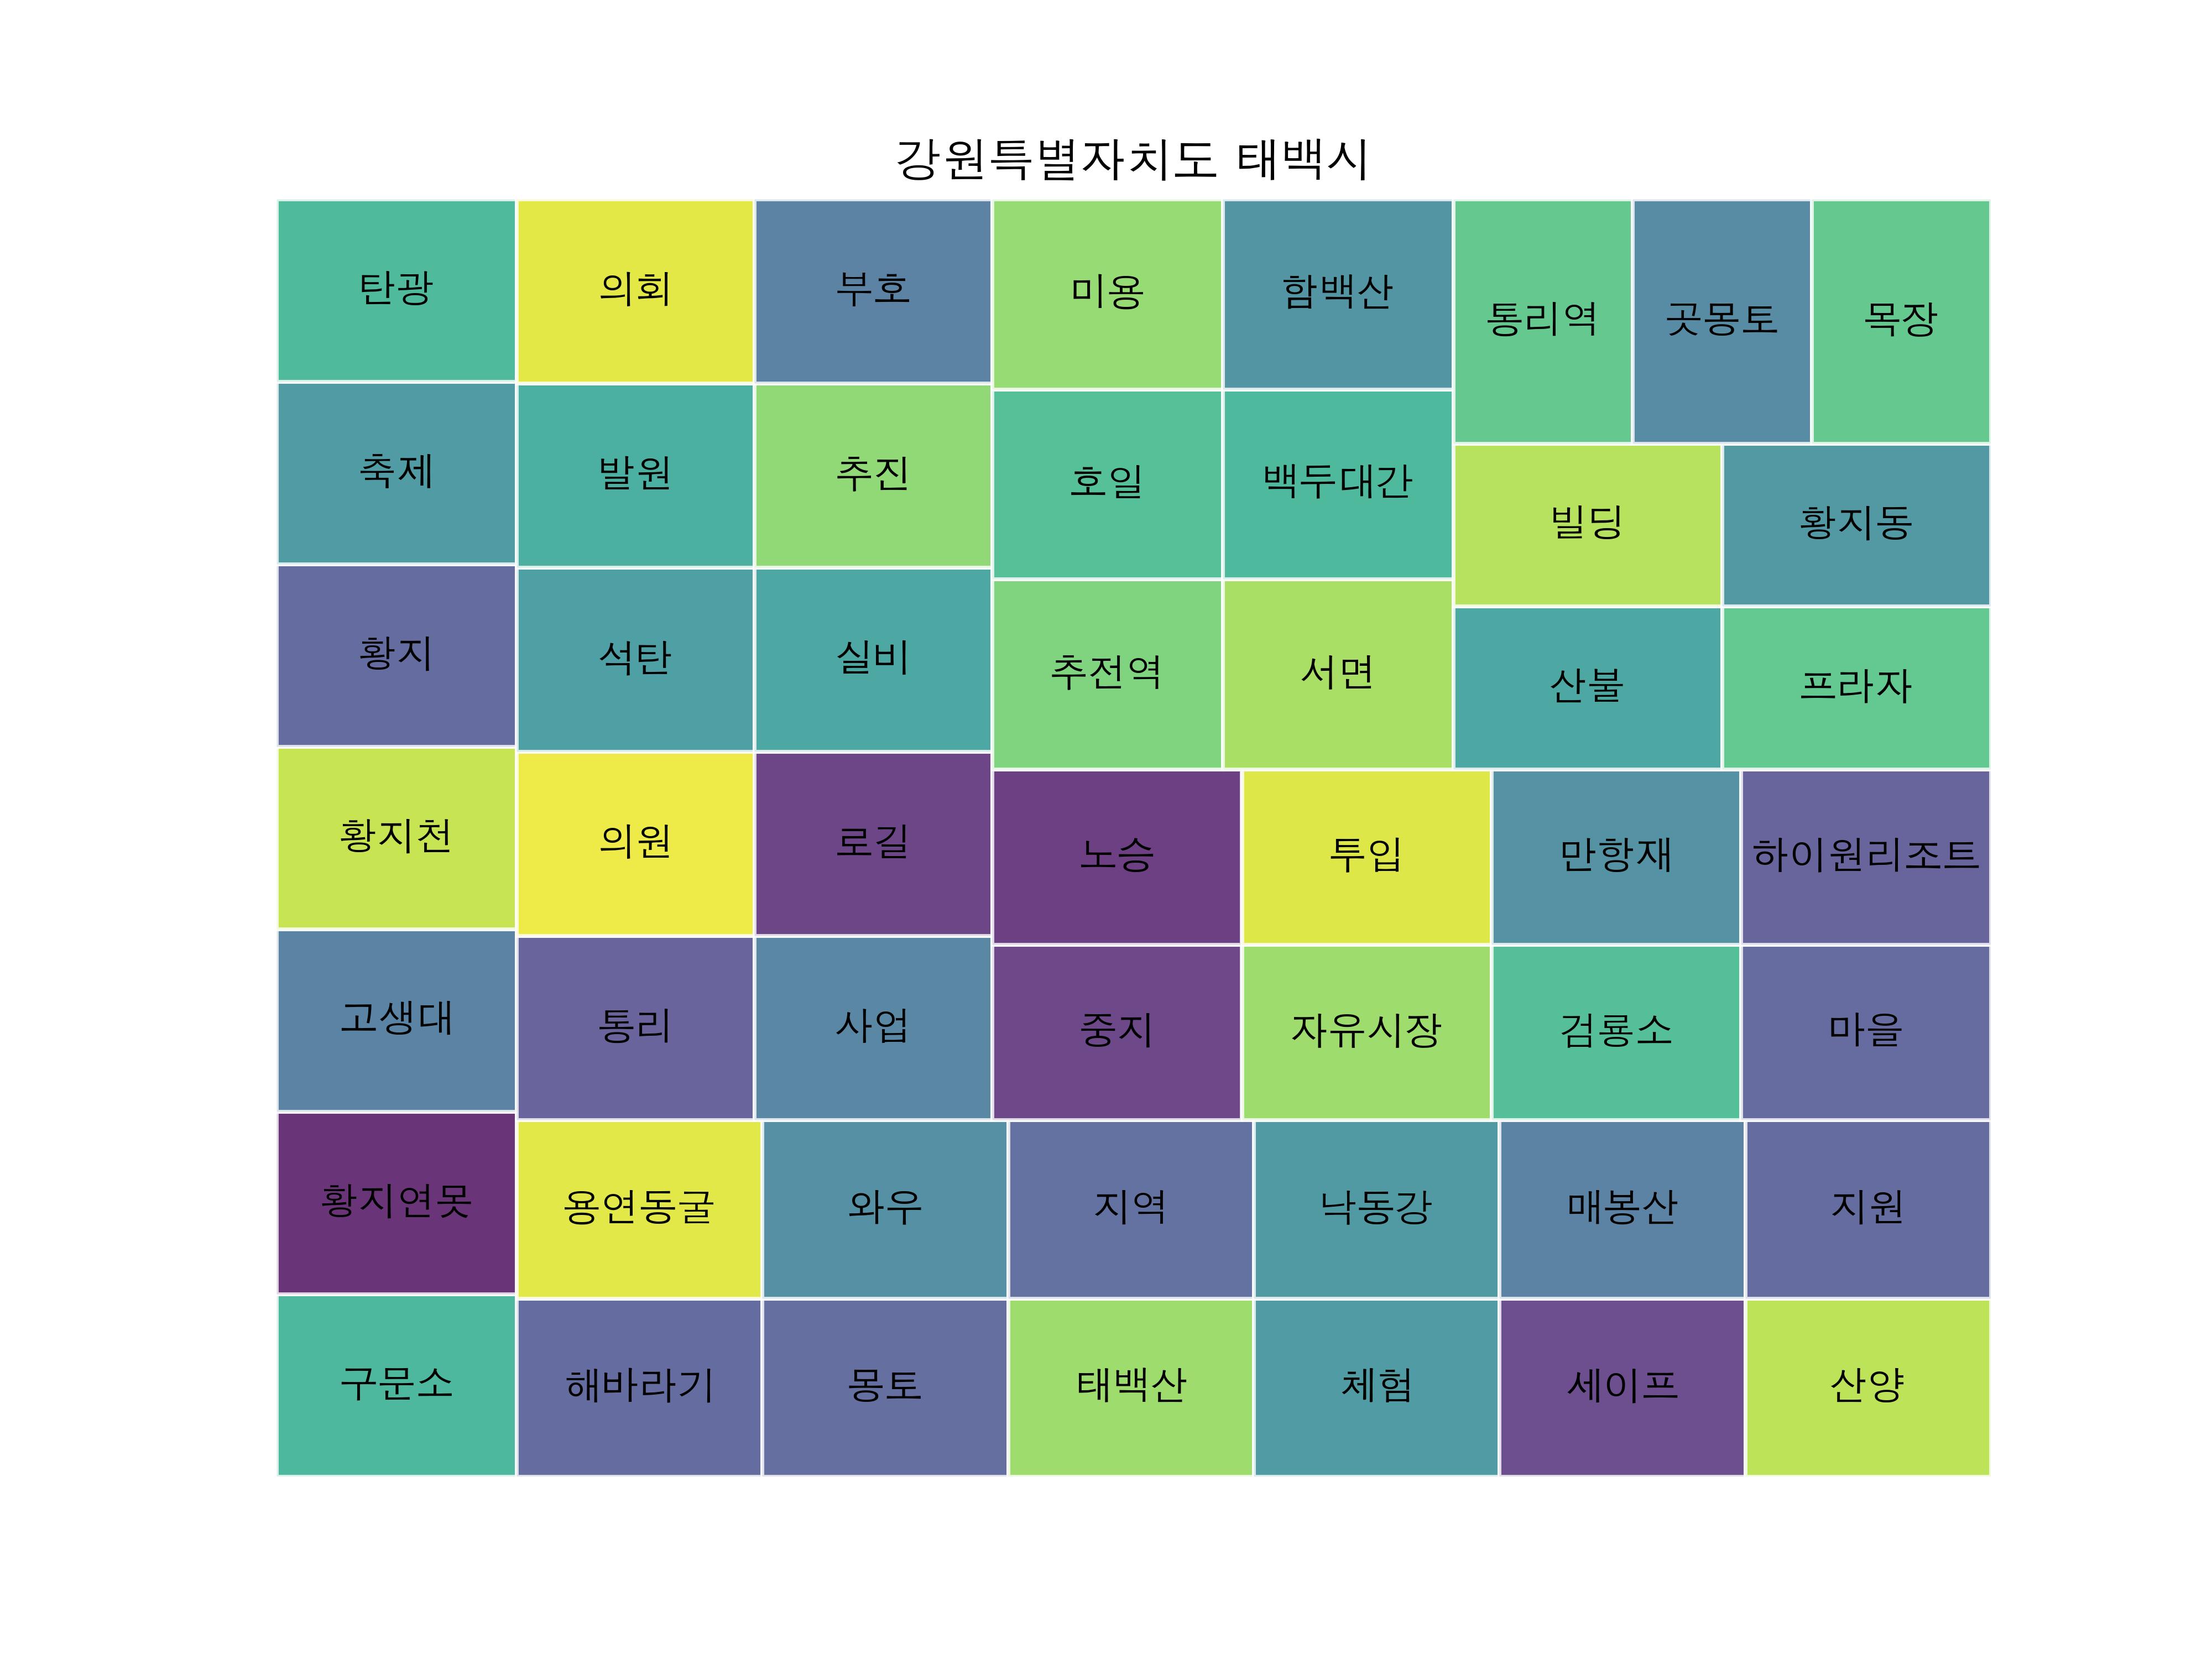 강원특별자치도 태백시
탄광 의회 부호 미용 함백산 통리역 곳몽토 목장
축제 발원 추진 호일 백두대간 빌딩 황지동
황지 석탄 실비 추전역 서면 산불 프라자
황지천 의원 로길 노승 투입 만항재 하이원리조트
고생대 통리 사업 중지 자유시장 검룡소 마을
황지연못 용연동굴 와우 지역 낙동강 매봉산 지원
구문소 해바라기 몽토 태백산 체험 세이프 산양